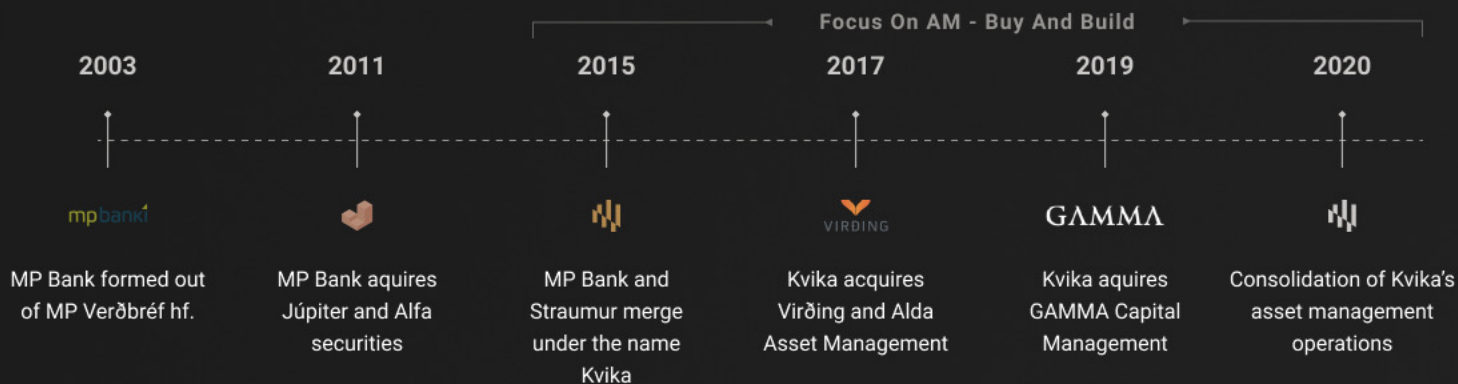 Focus On AM - Buy And Build
2003
2011
2015
2017
2019
2020
mpbanki
VIRÐING
GAMMA
MP Bank formed out
of MP Verðbréf hf.
MP Bank aquires
Júpiter and Alfa
securities
MP Bank and
Straumur merge
under the name
Kvika
Kvika acquires
Virðing and Alda
Asset Management
Kvika aquires
GAMMA Capital
Management
Consolidation of Kvika's
asset management
operations